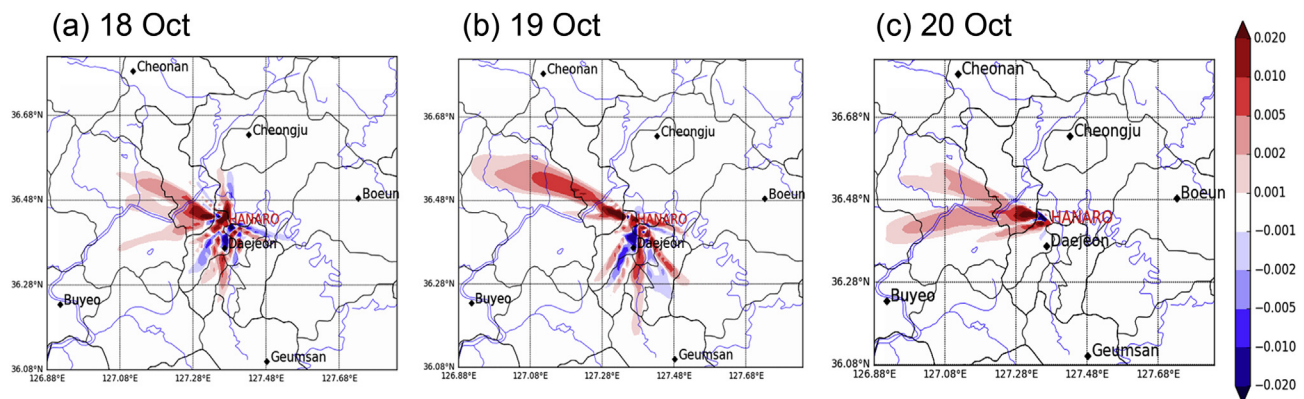 (a) 18 Oct
(b) 19 Oct
(c) 20 Oct
Cheonan
36.68°N
Cheongju
Boeun
36.48°N
HANARO
Daejeon
36.28°N
Buyeo
Geumsan
36.08°N
126.88°E 127.08°E 127.28°E 127.48°E 127.68°E
Cheonan
36.68°N
Cheongju
Boeun
36.48°N
HANARO
Daejeon
36.28°N
Buyeo
Geumsan
36.08°N
126.88°E 127.08°E 127.28°E 127.48°E 127.68°E
Cheonan
36.68°N
Cheongju
Boeun
36.48°N
HANARO
Daejeon
36.28°N
Buyeo
Geumsan
36.08°N
126.88°E 127.08°E 127.28°E 127.48°E 127.68°E
0.020
0.010
0.005
0.002
0.001
−0.001
−0.002
−0.005
−0.010
−0.020